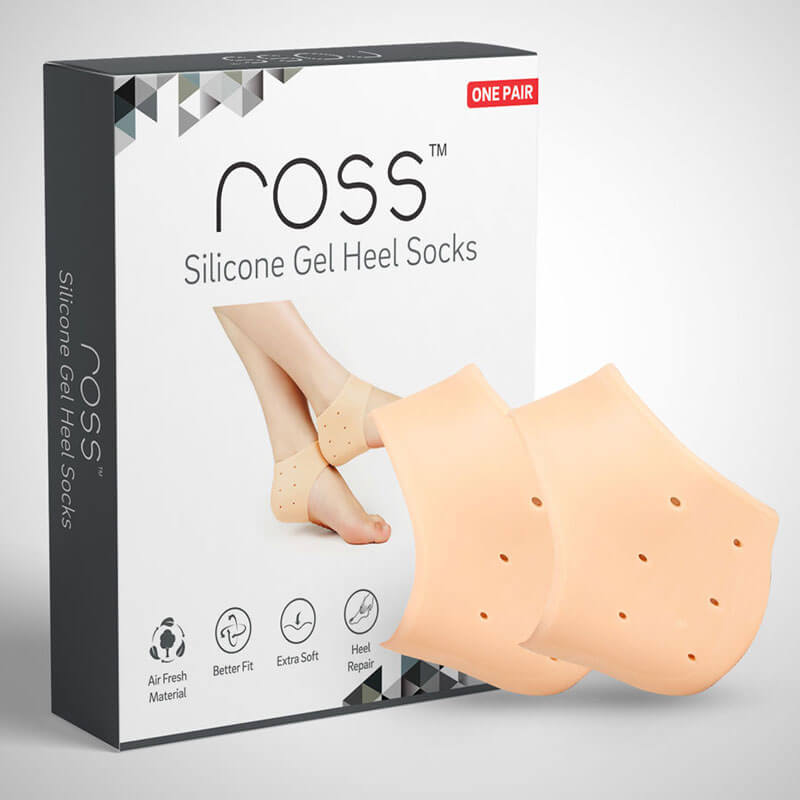 ross
ONE PAIR
ross™
Silicone Gel Heel Socks
ross™
Silicone Gel Heel Socks
Air Fresh
Material
Better Fit
Extra Soft
Heel
Repair